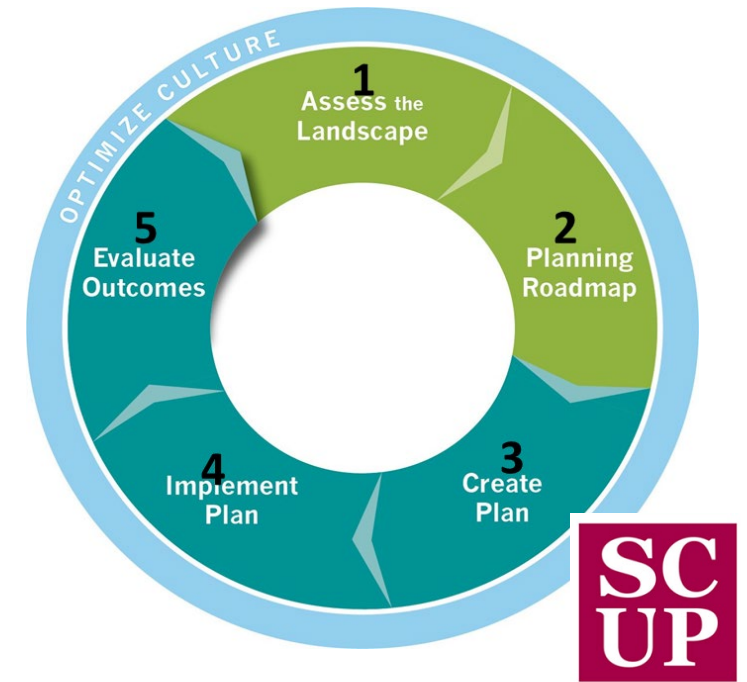 OPTIMIZE CULTURE
1
Assess the
Landscape
2
Planning
Roadmap
3
Create
Plan
4
Implement
Plan
5
Evaluate
Outcomes
SC
UP